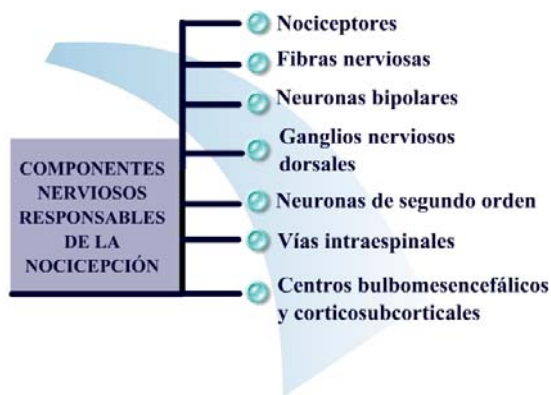 Nociceptores
Fibras nerviosas
Neuronas bipolares
Ganglios nerviosos
dorsales
Neuronas de segundo orden
Vías intraespinales
Centros bulbomesencefálicos
y corticosubcorticales
COMPONENTES
NERVIOSOS
RESPONSABLES
DE LA
NOCICEPCIÓN